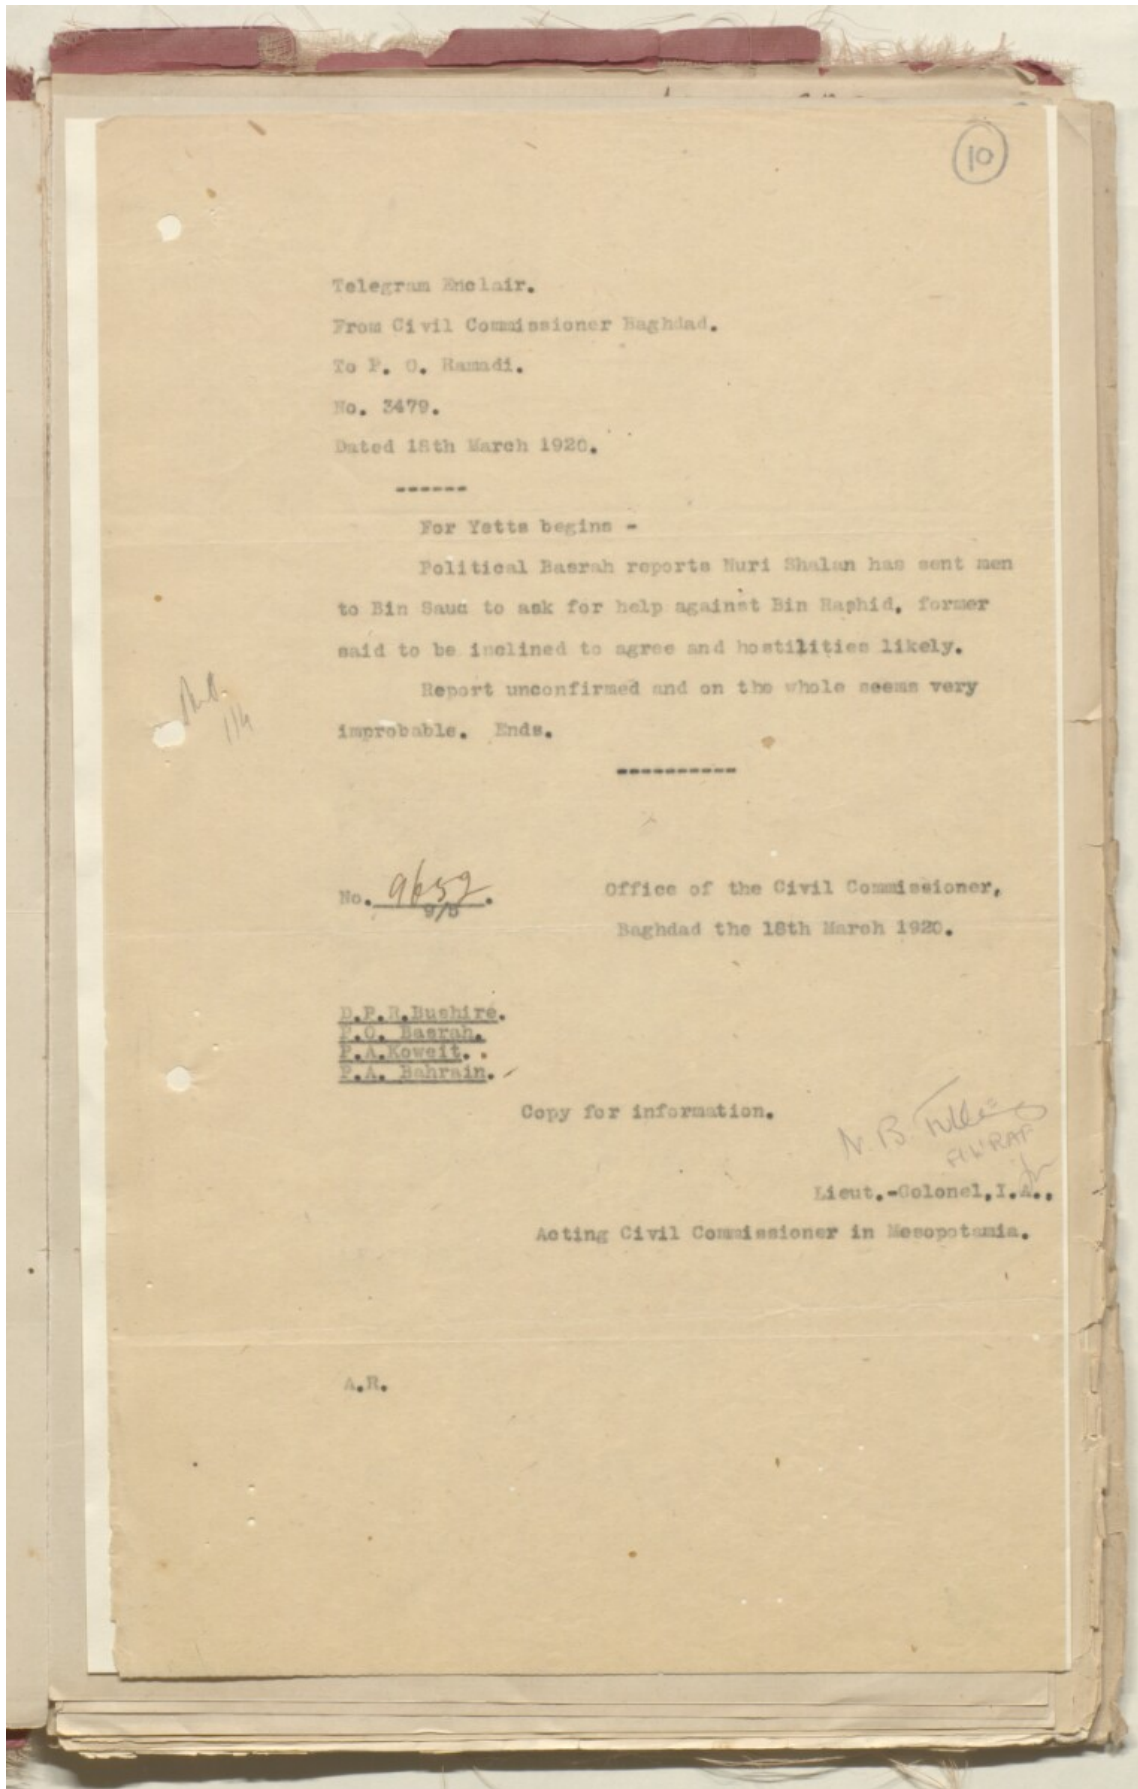 10
Telegram Enclair.
From Civil Commissioner Baghdad.
To P. O. Ramadi.
No. 3479.
Dated 18th March 1920.
------
For Yetts begins -
Political Basrah reports Nuri Shalan has sent men
to Bin Saud to ask for help against Bin Rashid, former
said to be inclined to agree and hostilities likely.
Report unconfirmed and on the whole seems very
improbable. Ends.
----------
No. 9652.
9/5
Office of the Civil Commissioner,
Baghdad the 18th March 1920.
D.P.R.Bushire.
P.O. Basrah.
P.A.Koweit.
P.A. Bahrain.
Copy for information.
N. B.
Lieut.-Colonel, I.A.,
Acting Civil Commissioner in Mesopotamia.
A.R.